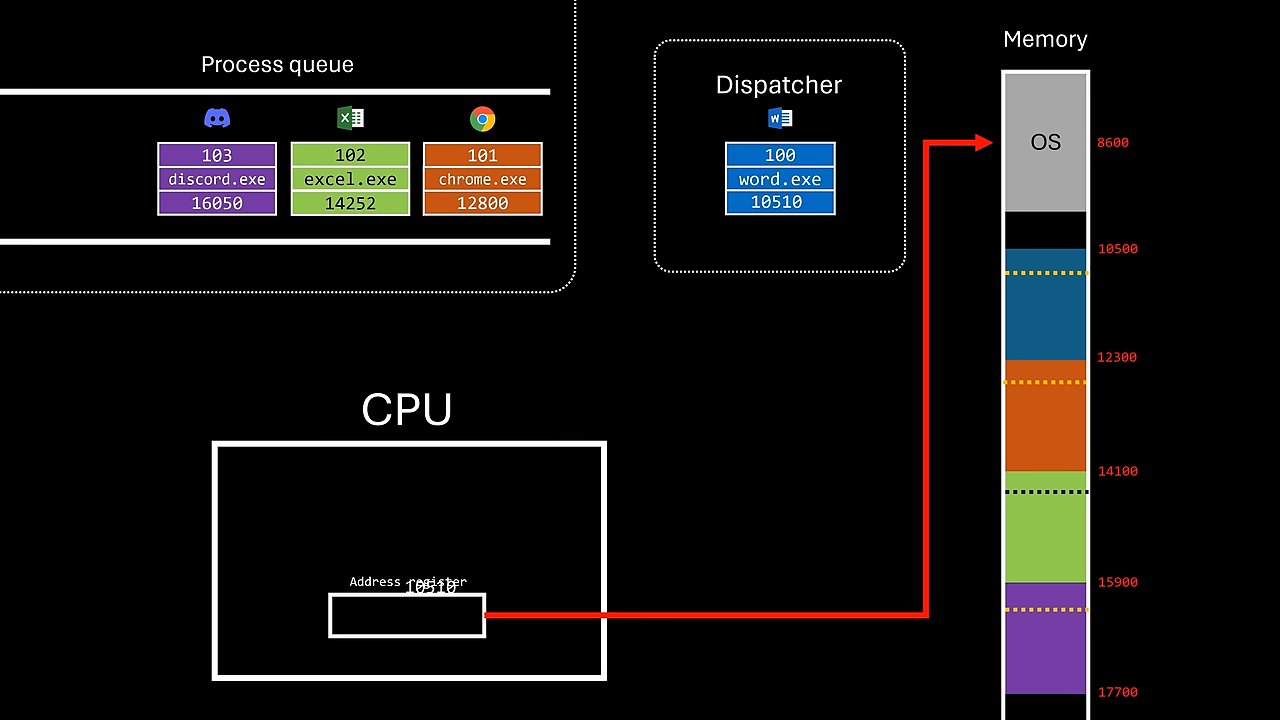 Process queue
103
discord.exe
16050
102
excel.exe
14252
101
chrome.exe
12800
Dispatcher
W
100
word.exe
10510
Memory
OS
8600
10500
12300
14100
15900
17700
CPU
Address register
10510